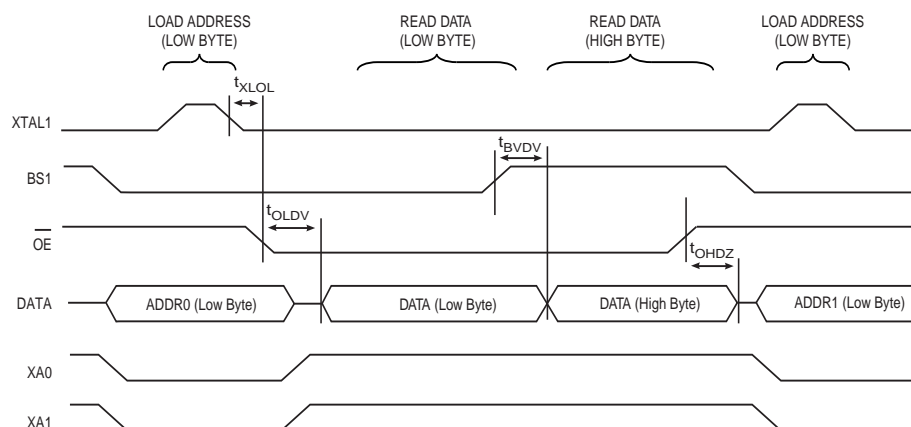 LOAD ADDRESS
(LOW BYTE)
READ DATA
(LOW BYTE)
READ DATA
(HIGH BYTE)
LOAD ADDRESS
(LOW BYTE)
tXLOL
XTAL1
tBVDV
BS1
tOLDV
OE
tOHDZ
DATA
ADDR0 (Low Byte)
DATA (Low Byte)
DATA (High Byte)
ADDR1 (Low Byte)
XA0
XA1